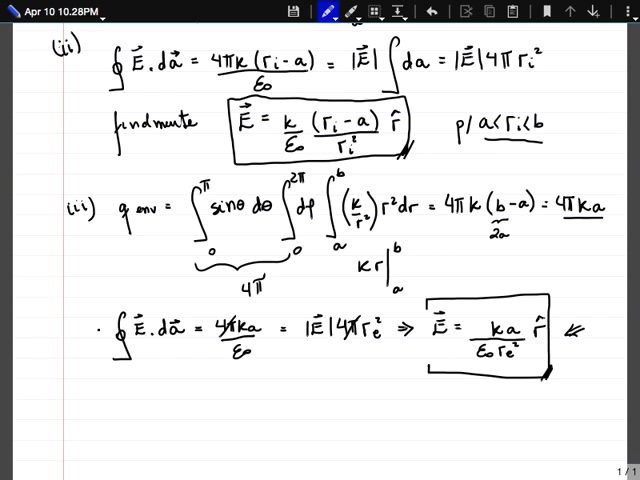 Apr 10 10.28PM
(ii) ∮ E⃗ . da⃗ = 4πk (ri - a) / ε0 = |E⃗| ∫ da = |E⃗| 4π ri²
finalmente E⃗ = k/ε0 (ri - a)/ri² r̂ p/ a < ri < b
iii) q env = ∫₀^π sinθ dθ ∫₀^2π dφ ∫ₐ^b (k/r²) r² dr = 4πk (b - a) = 4πka
4π kr |ₐ^b 2a
· ∮ E⃗ . da⃗ = 4πka/ε0 = |E⃗| 4π re² ⇒ E⃗ = ka/ε0 re² r̂
1 / 1